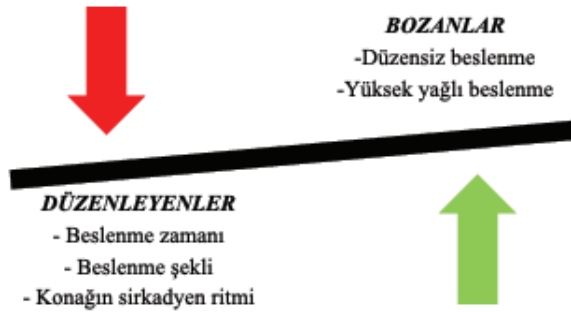 BOZANLAR
-Düzensiz beslenme
-Yüksek yağlı beslenme
DÜZENLEYENLER
- Beslenme zamanı
- Beslenme şekli
- Konağın sirkadyen ritmi